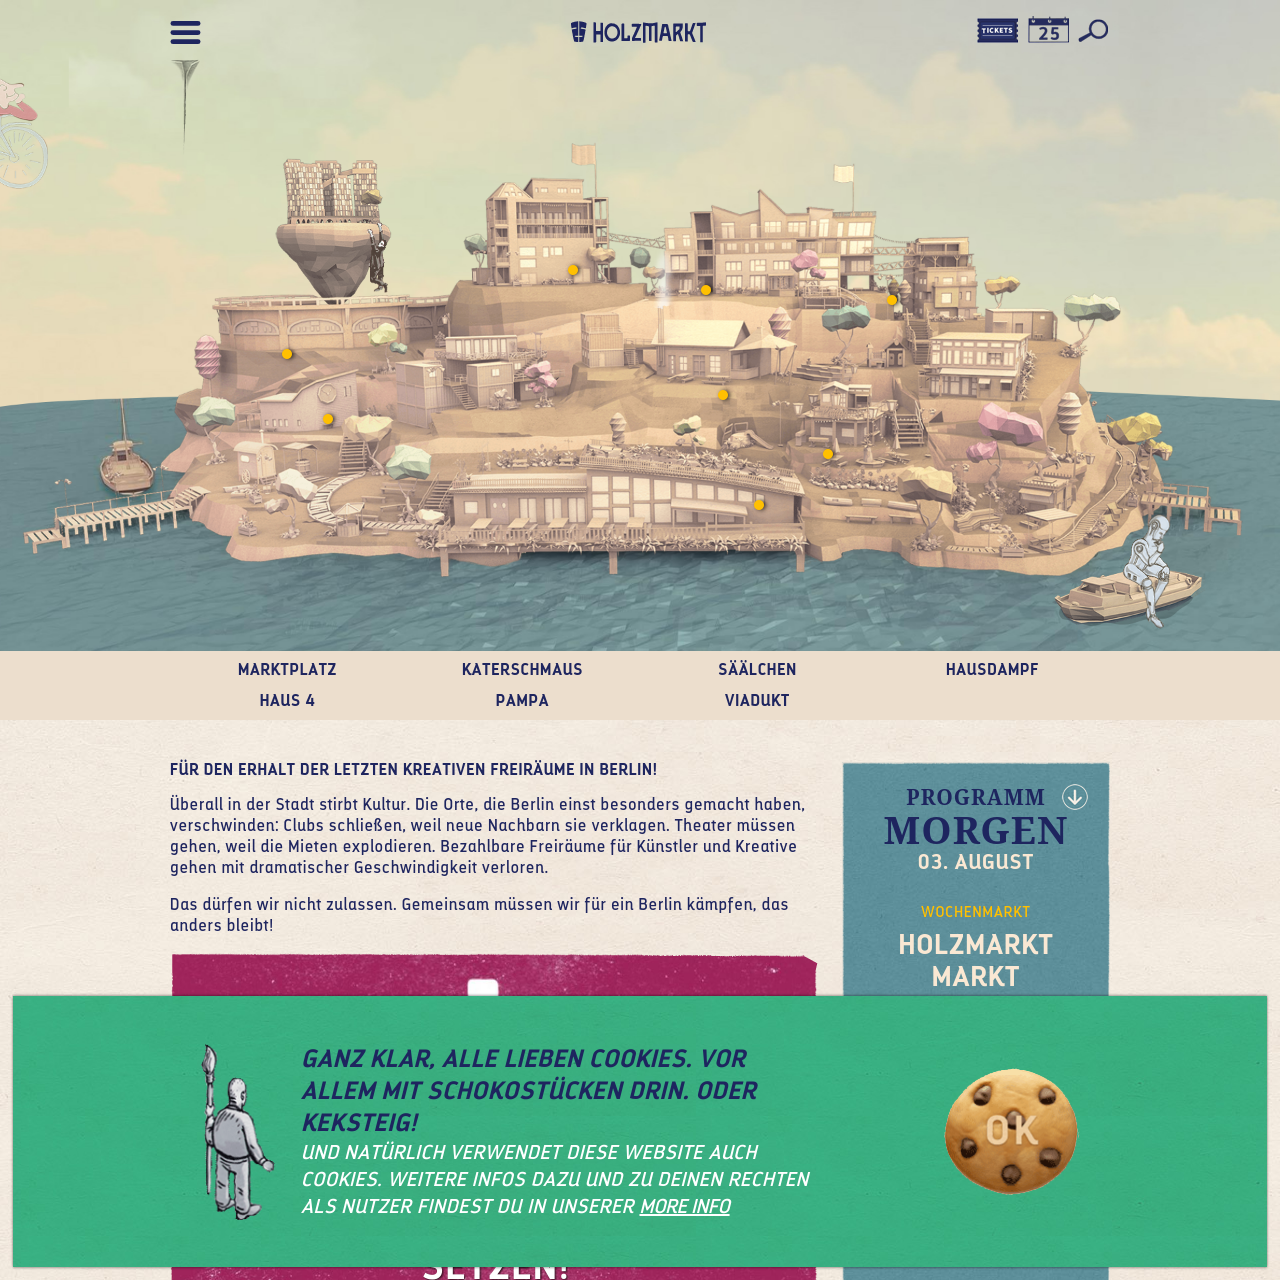 HOLZMARKT
TICKETS
25
MARKTPLATZ
KATERSCHMAUS
SÄÄLCHEN
HAUSDAMPF
HAUS 4
PAMPA
VIADUKT
FÜR DEN ERHALT DER LETZTEN KREATIVEN FREIRÄUME IN BERLIN!
Überall in der Stadt stirbt Kultur. Die Orte, die Berlin einst besonders gemacht haben,
verschwinden: Clubs schließen, weil neue Nachbarn sie verklagen. Theater müssen
gehen, weil die Mieten explodieren. Bezahlbare Freiräume für Künstler und Kreative
gehen mit dramatischer Geschwindigkeit verloren.
Das dürfen wir nicht zulassen. Gemeinsam müssen wir für ein Berlin kämpfen, das
anders bleibt!
PROGRAMM
MORGEN
03. AUGUST
WOCHENMARKT
HOLZMARKT
MARKT
GANZ KLAR, ALLE LIEBEN COOKIES. VOR
ALLEM MIT SCHOKOSTÜCKEN DRIN. ODER
KEKSTEIG!
UND NATÜRLICH VERWENDET DIESE WEBSITE AUCH
COOKIES. WEITERE INFOS DAZU UND ZU DEINEN RECHTEN
ALS NUTZER FINDEST DU IN UNSERER MORE INFO
OK
SETZEN!